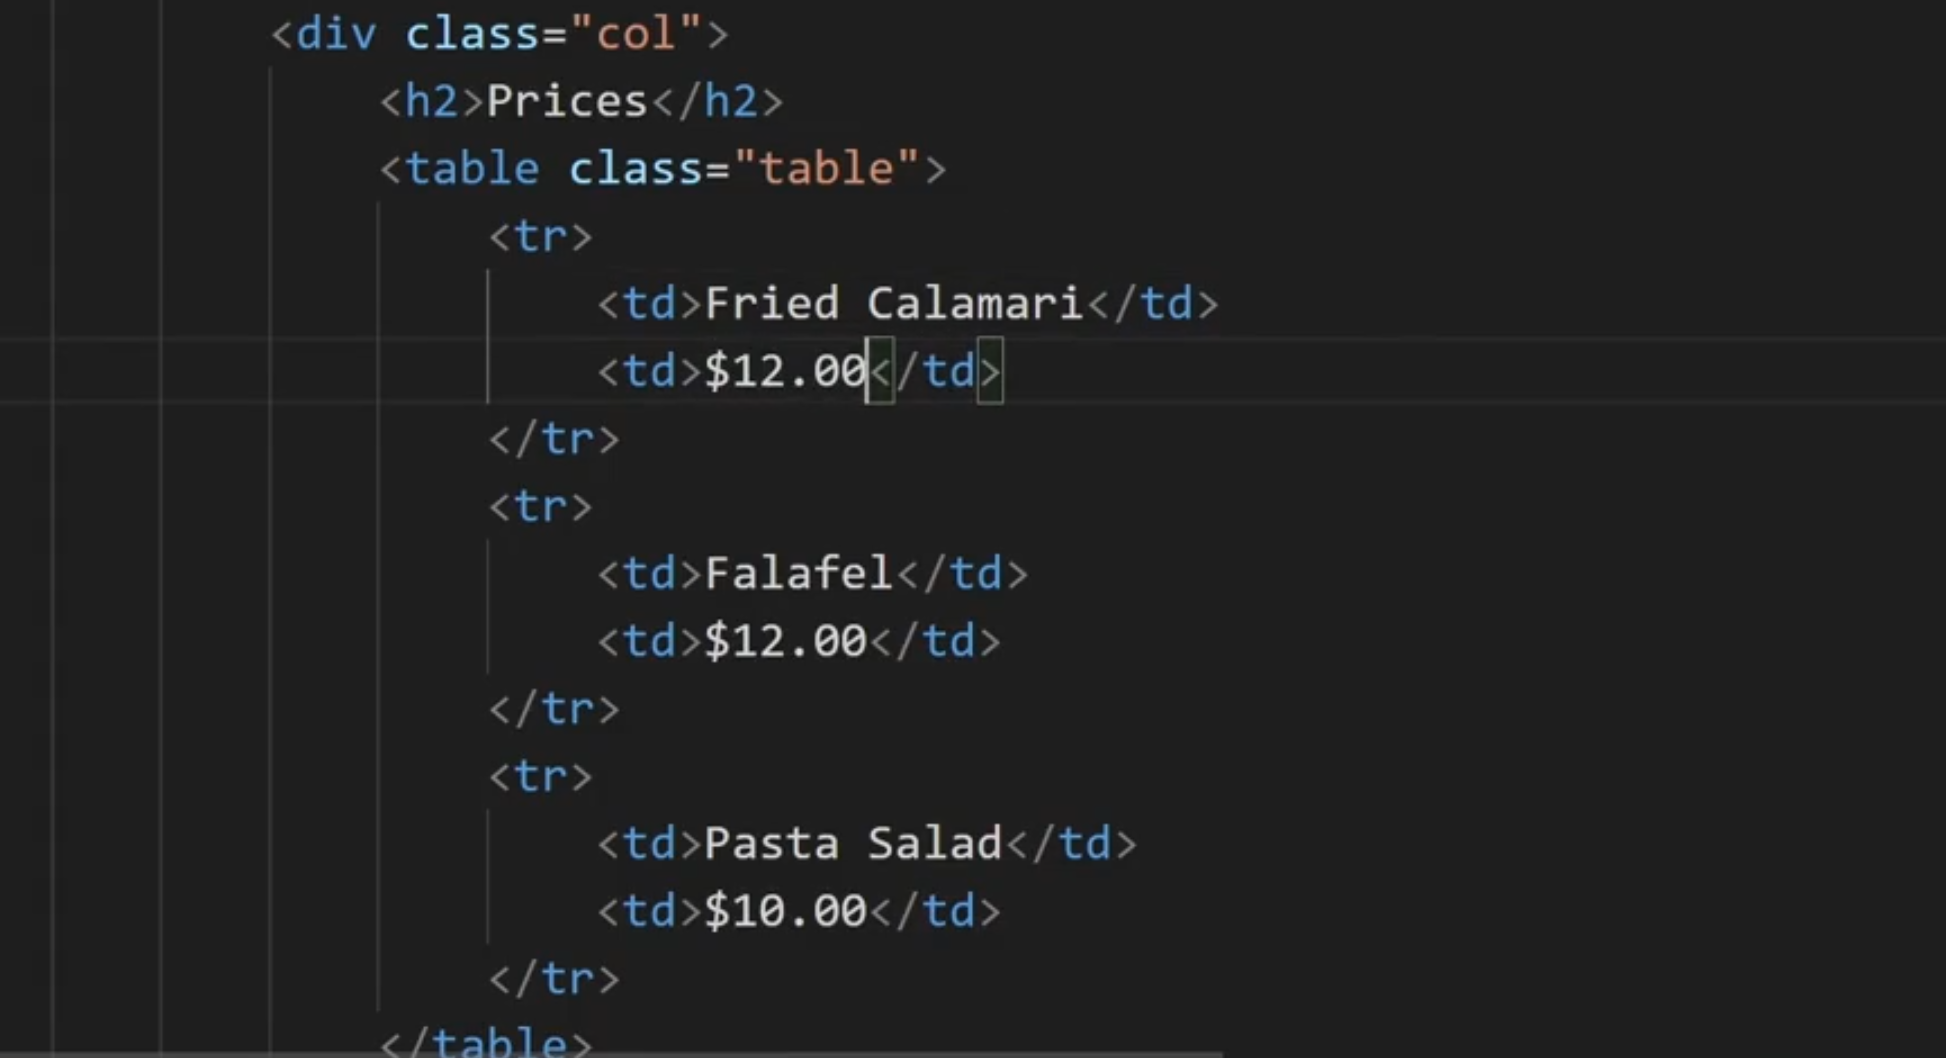 <div class="col">
<h2>Prices</h2>
<table class="table">
<tr>
<td>Fried Calamari</td>
<td>$12.00</td>
</tr>
<tr>
<td>Falafel</td>
<td>$12.00</td>
</tr>
<tr>
<td>Pasta Salad</td>
<td>$10.00</td>
</tr>
</table>